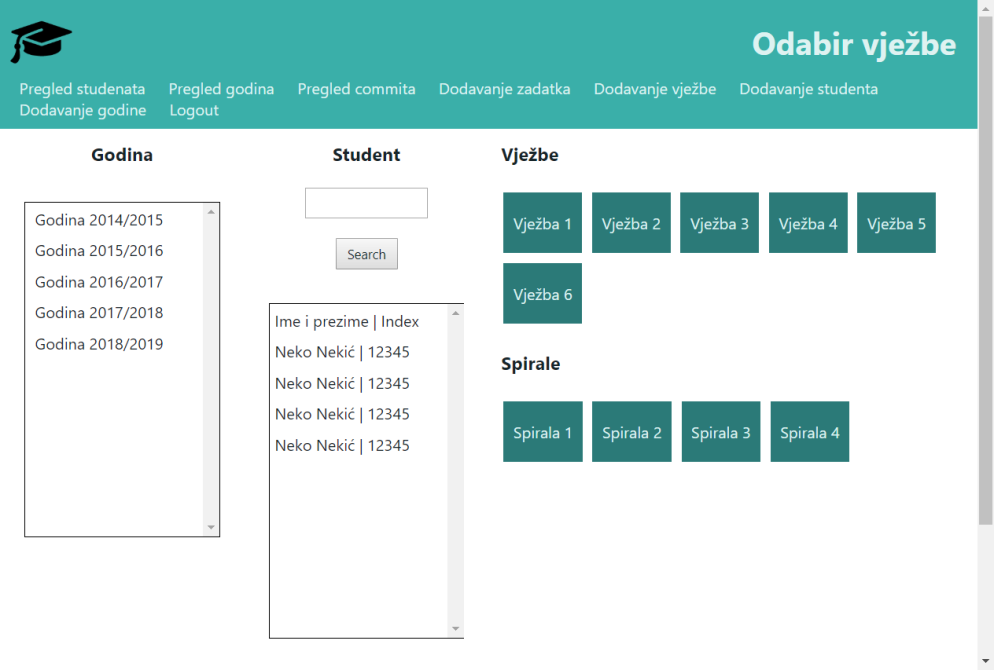 Odabir vježbe
Pregled studenata Pregled godina Pregled commita Dodavanje zadatka Dodavanje vježbe Dodavanje studenta
Dodavanje godine Logout
Godina
Godina 2014/2015
Godina 2015/2016
Godina 2016/2017
Godina 2017/2018
Godina 2018/2019
Student
Search
Ime i prezime | Index
Neko Nekić | 12345
Neko Nekić | 12345
Neko Nekić | 12345
Neko Nekić | 12345
Vježbe
Vježba 1 Vježba 2 Vježba 3 Vježba 4 Vježba 5
Vježba 6
Spirale
Spirala 1 Spirala 2 Spirala 3 Spirala 4